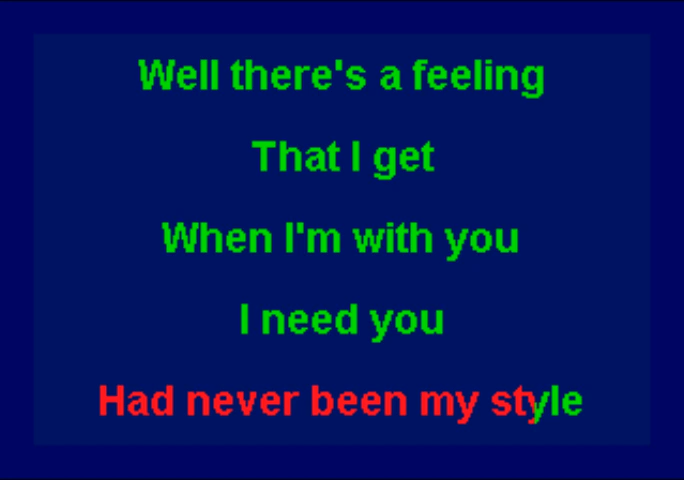 Well there's a feeling
That I get
When I'm with you
I need you
Had never been my style